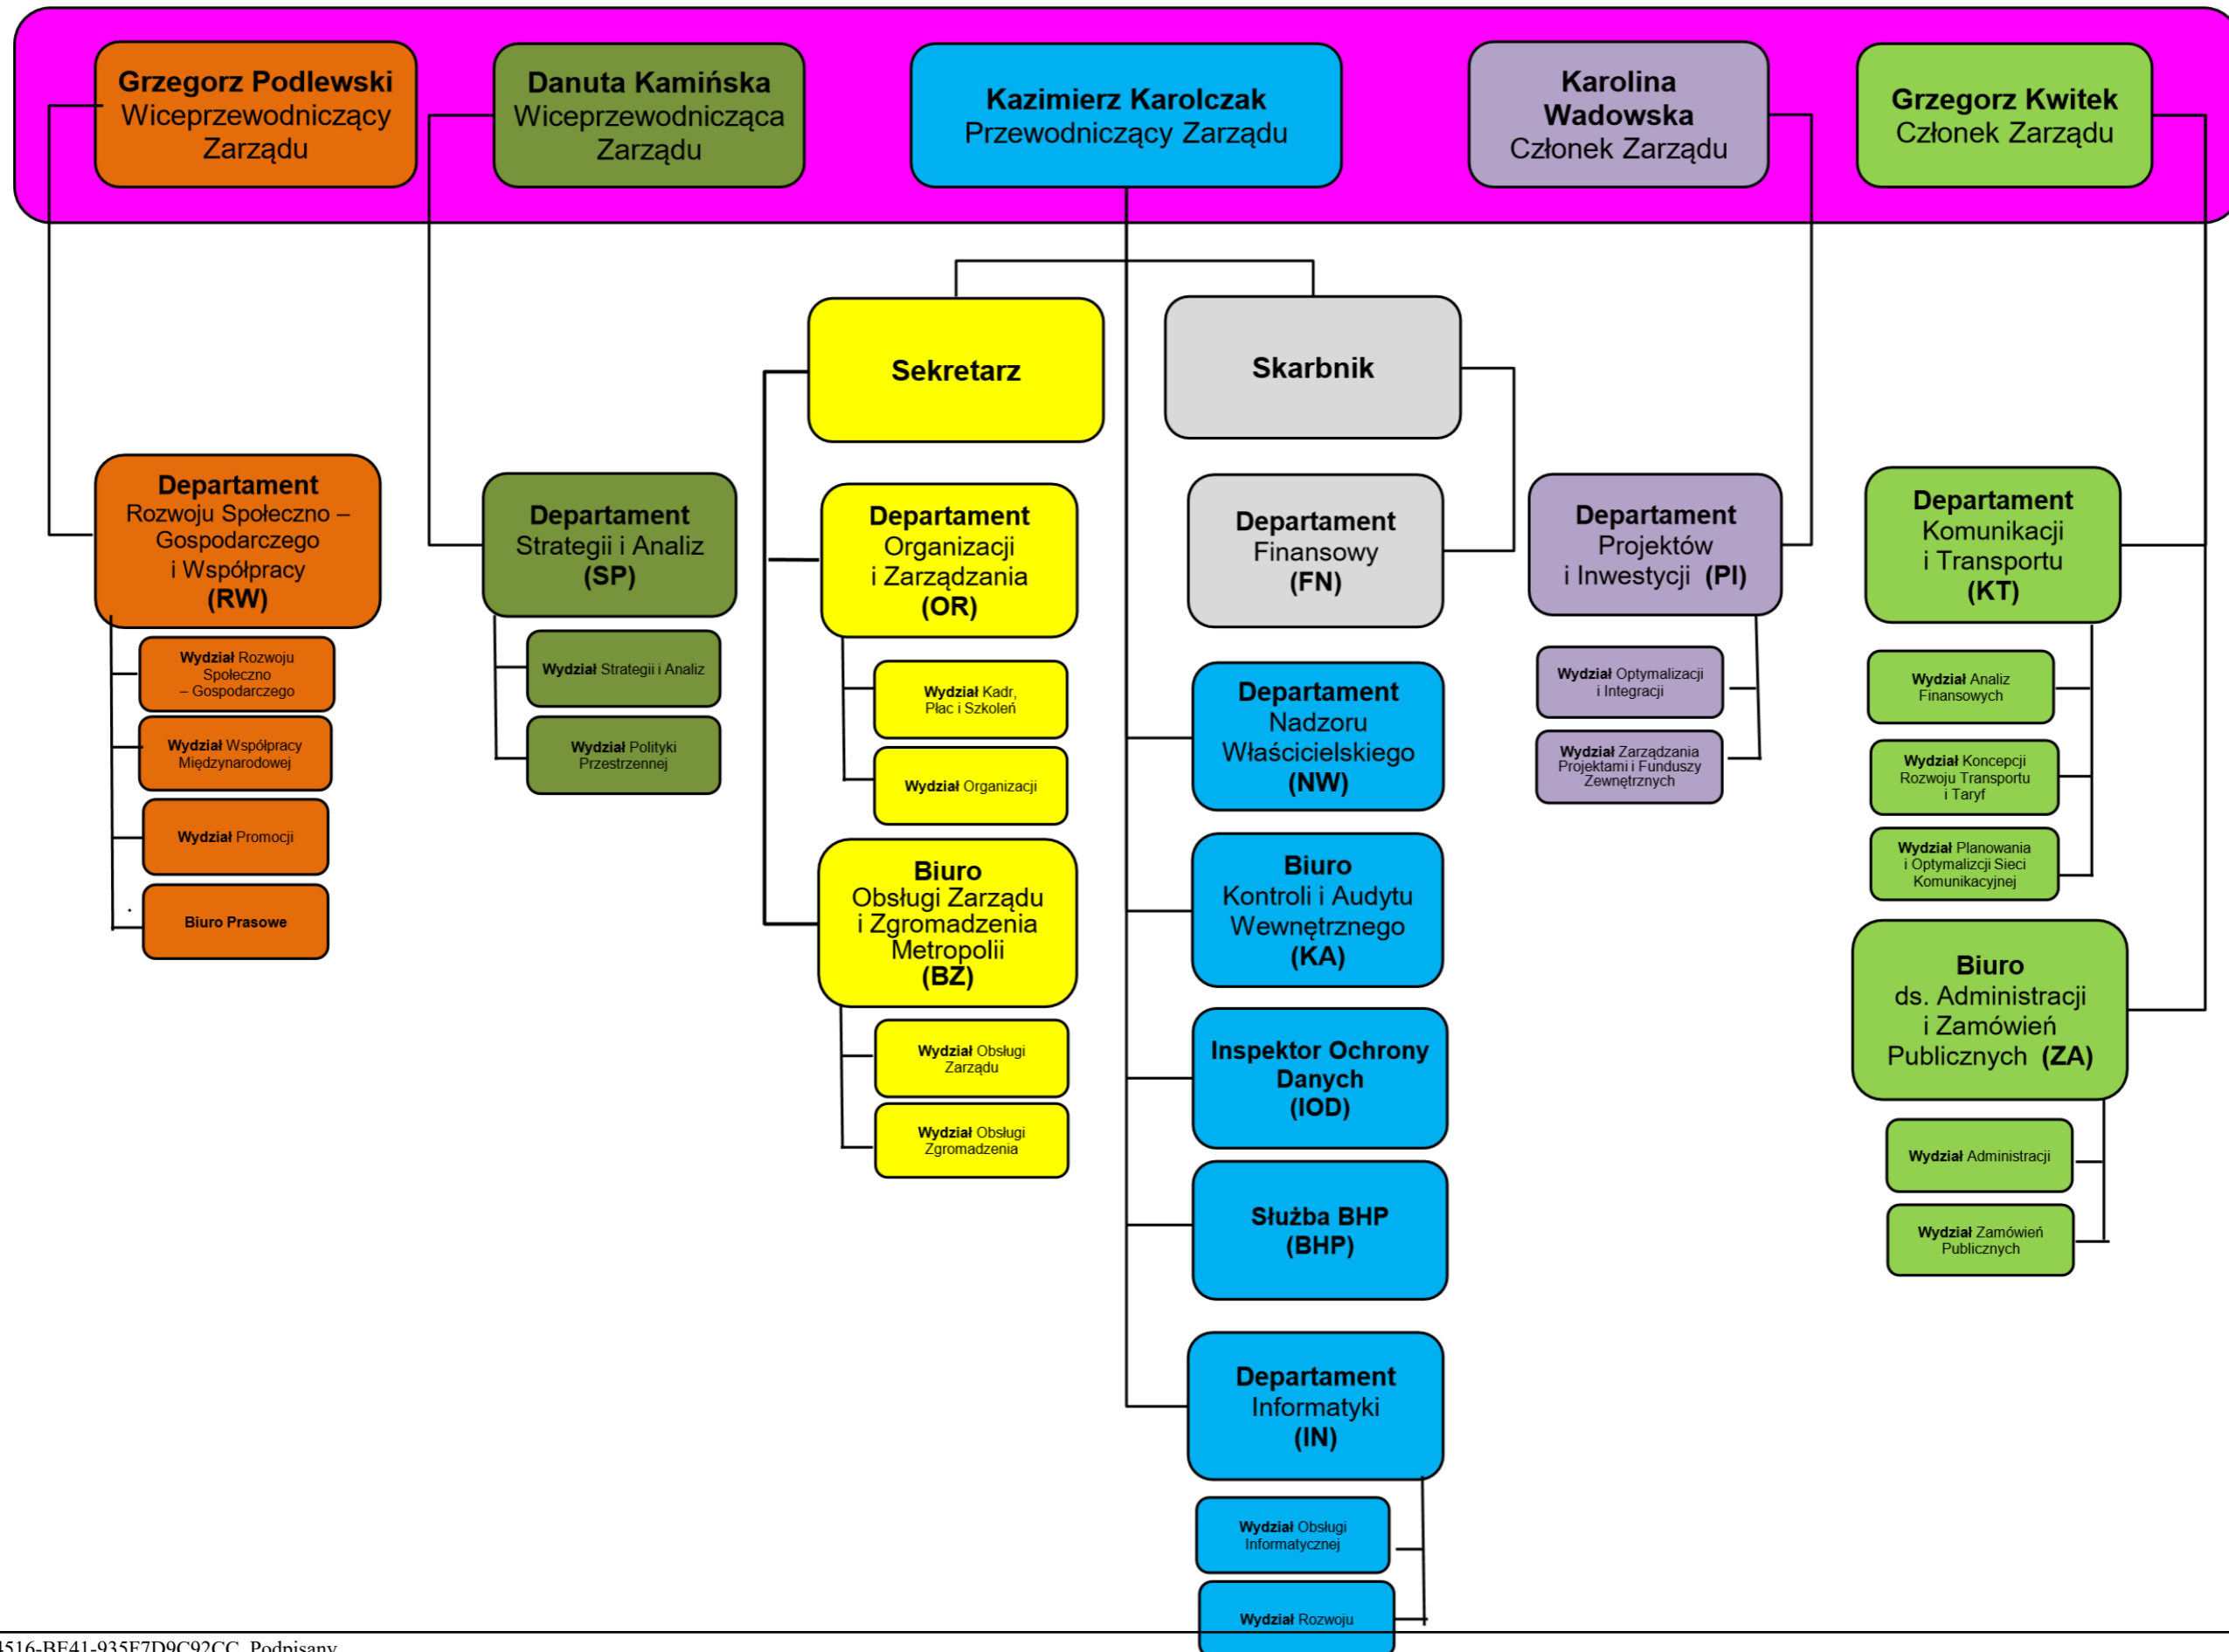 Grzegorz Podlewski
Wiceprzewodniczący
Zarządu
Danuta Kamińska
Wiceprzewodnicząca
Zarządu
Kazimierz Karolczak
Przewodniczący Zarządu
Karolina
Wadowska
Członek Zarządu
Grzegorz Kwitek
Członek Zarządu
Sekretarz
Skarbnik
Departament
Rozwoju Społeczno –
Gospodarczego
i Współpracy
(RW)
Wydział Rozwoju
Społeczno
– Gospodarczego
Wydział Współpracy
Międzynarodowej
Wydział Promocji
Biuro Prasowe
Departament
Strategii i Analiz
(SP)
Wydział Strategii i Analiz
Wydział Polityki
Przestrzennej
Departament
Organizacji
i Zarządzania
(OR)
Wydział Kadr,
Płac i Szkoleń
Wydział Organizacji
Biuro
Obsługi Zarządu
i Zgromadzenia
Metropolii
(BZ)
Wydział Obsługi
Zarządu
Wydział Obsługi
Zgromadzenia
Departament
Finansowy
(FN)
Departament
Nadzoru
Właścicielskiego
(NW)
Biuro
Kontroli i Audytu
Wewnętrznego
(KA)
Inspektor Ochrony
Danych
(IOD)
Służba BHP
(BHP)
Departament
Informatyki
(IN)
Wydział Obsługi
Informatycznej
Wydział Rozwoju
Departament
Projektów
i Inwestycji (PI)
Wydział Optymalizacji
i Integracji
Wydział Zarządzania
Projektami i Funduszy
Zewnętrznych
Departament
Komunikacji
i Transportu
(KT)
Wydział Analiz
Finansowych
Wydział Koncepcji
Rozwoju Transportu
i Taryf
Wydział Planowania
i Optymalizcji Sieci
Komunikacyjnej
Biuro
ds. Administracji
i Zamówień
Publicznych (ZA)
Wydział Administracji
Wydział Zamówień
Publicznych
4516-BE41-935F7D9C92CC. Podpisany